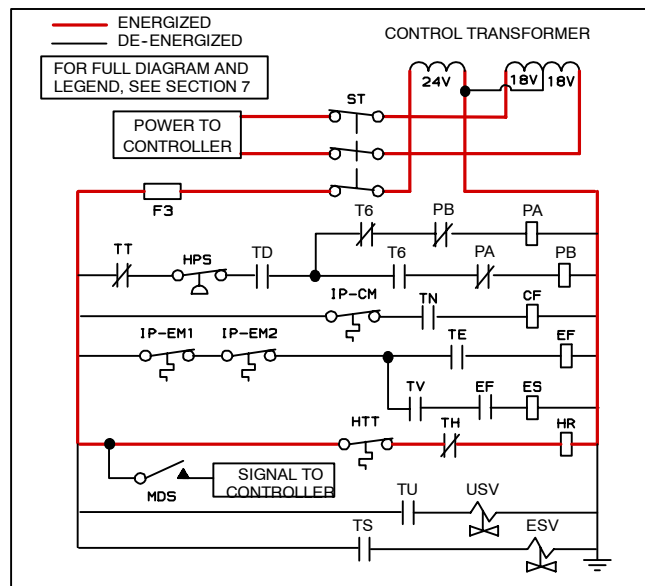 ENERGIZED
DE-ENERGIZED
CONTROL TRANSFORMER
FOR FULL DIAGRAM AND
LEGEND, SEE SECTION 7
24V
18V
18V
ST
POWER TO
CONTROLLER
F3
T6
PB
PA
TT
HPS
TD
T6
PA
PB
IP-CM
TN
CF
IP-EM1
IP-EM2
TE
EF
TV
EF
ES
HTT
TH
HR
MDS
SIGNAL TO
CONTROLLER
TU
USV
TS
ESV